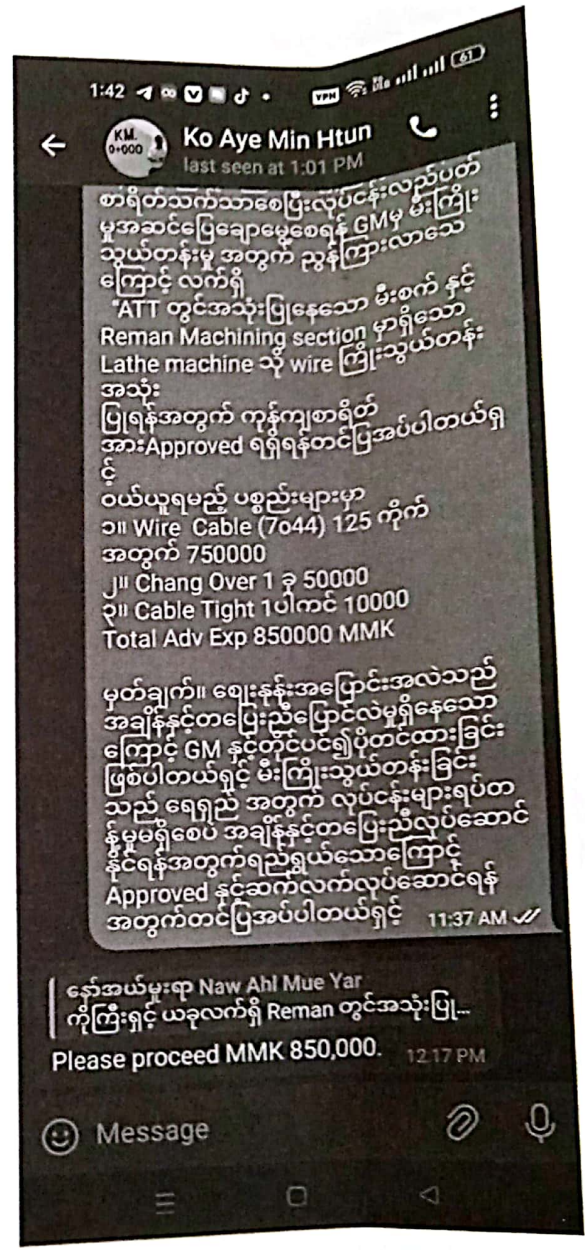 1:42
VPN
61
KM.
0+000
Ko Aye Min Htun
last seen at 1:01 PM
စာရိတ်သက်သာစေပြီးလုပ်ငန်းလည်ပတ်
မှုအဆင်ပြေချောမွေ့စေရန် GMမှ မီးကြိုး
သွယ်တန်းမှု အတွက် ညွှန်ကြားလာသေ
ကြောင့် လက်ရှိ
"ATT တွင်အသုံးပြုနေသော မီးစက် နှင့်
Reman Machining section မှာရှိသော
Lathe machine သို့ wire ကြိုးသွယ်တန်း
အသုံး
ပြုရန်အတွက် ကုန်ကျစာရိတ်
အားApproved ရရှိရန်တင်ပြအပ်ပါတယ်ရှ
င့်
ဝယ်ယူရမည့် ပစ္စည်းများမှာ
၁။ Wire Cable (7o44) 125 ကိုက်
အတွက် 750000
၂။ Chang Over 1 ခု 50000
၃။ Cable Tight 1ပါကင် 10000
Total Adv Exp 850000 MMK
မှတ်ချက်။ ဈေးနုန်းအပြောင်းအလဲသည်
အချိန်နှင့်တပြေးညီပြောင်လဲမှုရှိနေသော
ကြောင့် GM နှင့်တိုင်ပင်၍ပိုတင်ထားခြင်း
ဖြစ်ပါတယ်ရှင့် မီးကြိုးသွယ်တန်းခြင်း
သည် ရေရှည် အတွက် လုပ်ငန်းများရပ်တ
န့်မှုမရှိစေပဲ အချိန်နှင့်တပြေးညီလုပ်ဆောင်
နိုင်ရန်အတွက်ရည်ရွယ်သောကြောင့်
Approved နှင့်ဆက်လက်လုပ်ဆောင်ရန်
အတွက်တင်ပြအပ်ပါတယ်ရှင့် 11:37 AM
နော်အယ်မူးရာ Naw Ahl Mue Yar
ကိုကြီးရှင့် ယခုလက်ရှိ Reman တွင်အသုံးပြု...
Please proceed MMK 850,000. 12:17 PM
Message